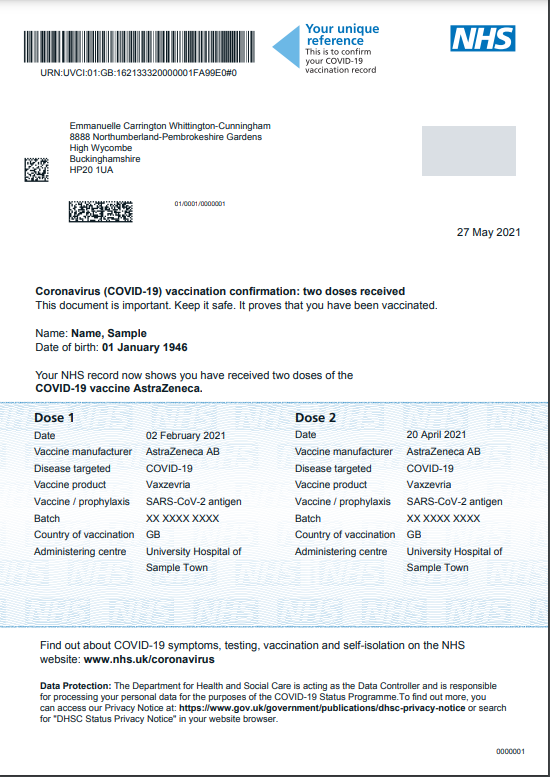 Your unique
reference
This is to confirm
your COVID-19
vaccination record
NHS
URN:UVCI:01:GB:162133320000001FA99E0#0
Emmanuelle Carrington Whittington-Cunningham
8888 Northumberland-Pembrokeshire Gardens
High Wycombe
Buckinghamshire
HP20 1UA
01/0001/0000001
27 May 2021
Coronavirus (COVID-19) vaccination confirmation: two doses received
This document is important. Keep it safe. It proves that you have been vaccinated.
Name: Name, Sample
Date of birth: 01 January 1946
Your NHS record now shows you have received two doses of the
COVID-19 vaccine AstraZeneca.
Dose 1
Date 02 February 2021
Vaccine manufacturer AstraZeneca AB
Disease targeted COVID-19
Vaccine product Vaxzevria
Vaccine / prophylaxis SARS-CoV-2 antigen
Batch XX XXXX XXXX
Country of vaccination GB
Administering centre University Hospital of
Sample Town
Dose 2
Date 20 April 2021
Vaccine manufacturer AstraZeneca AB
Disease targeted COVID-19
Vaccine product Vaxzevria
Vaccine / prophylaxis SARS-CoV-2 antigen
Batch XX XXXX XXXX
Country of vaccination GB
Administering centre University Hospital of
Sample Town
Find out about COVID-19 symptoms, testing, vaccination and self-isolation on the NHS
website: www.nhs.uk/coronavirus
Data Protection: The Department for Health and Social Care is acting as the Data Controller and is responsible
for processing your personal data for the purposes of the COVID-19 Status Programme.To find out more, you
can access our Privacy Notice at: https://www.gov.uk/government/publications/dhsc-privacy-notice or search
for "DHSC Status Privacy Notice" in your website browser.
0000001